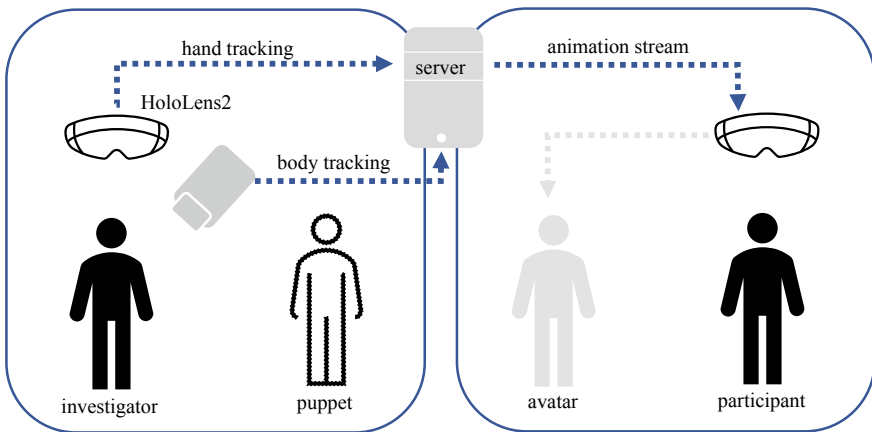 hand tracking
server
animation stream
HoloLens2
body tracking
investigator
puppet
avatar
participant